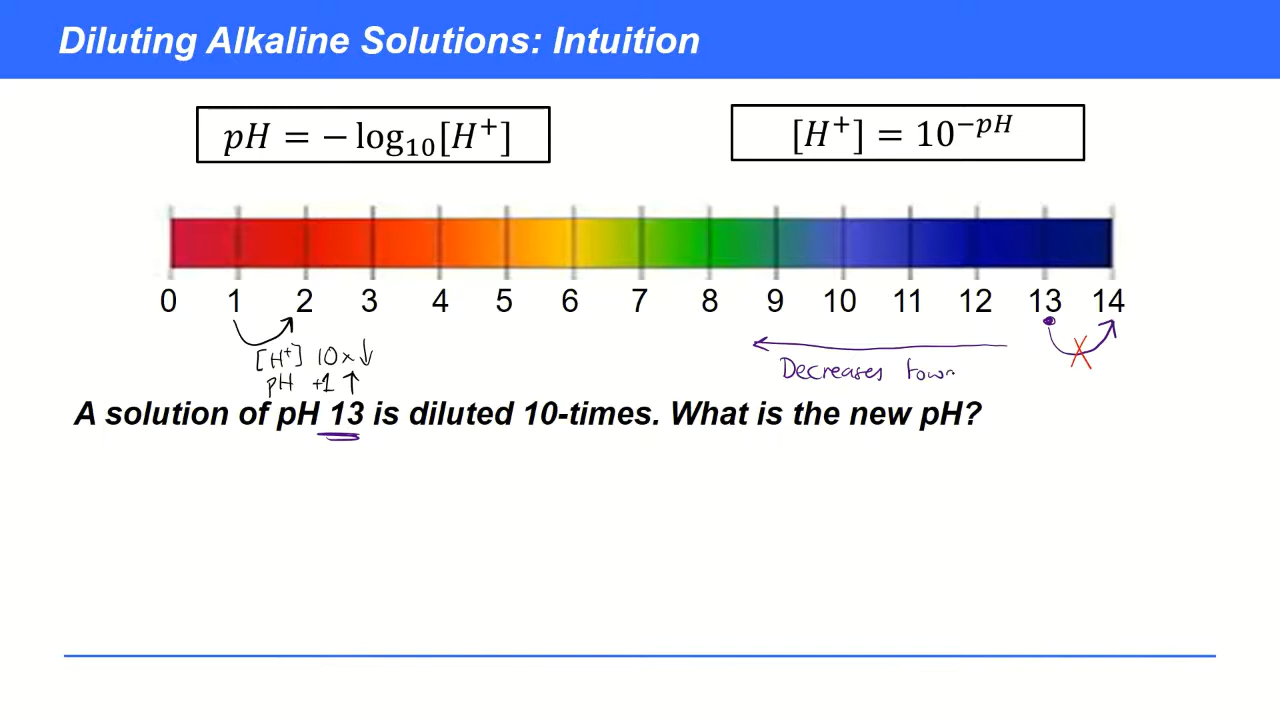 Diluting Alkaline Solutions: Intuition
pH = − log₁₀[H⁺]
[H⁺] = 10⁻ᵖᴴ
0 1 2 3 4 5 6 7 8 9 10 11 12 13 14
[H⁺] 10× ↓
pH +1 ↑
Decreases tow
A solution of pH 13 is diluted 10-times. What is the new pH?